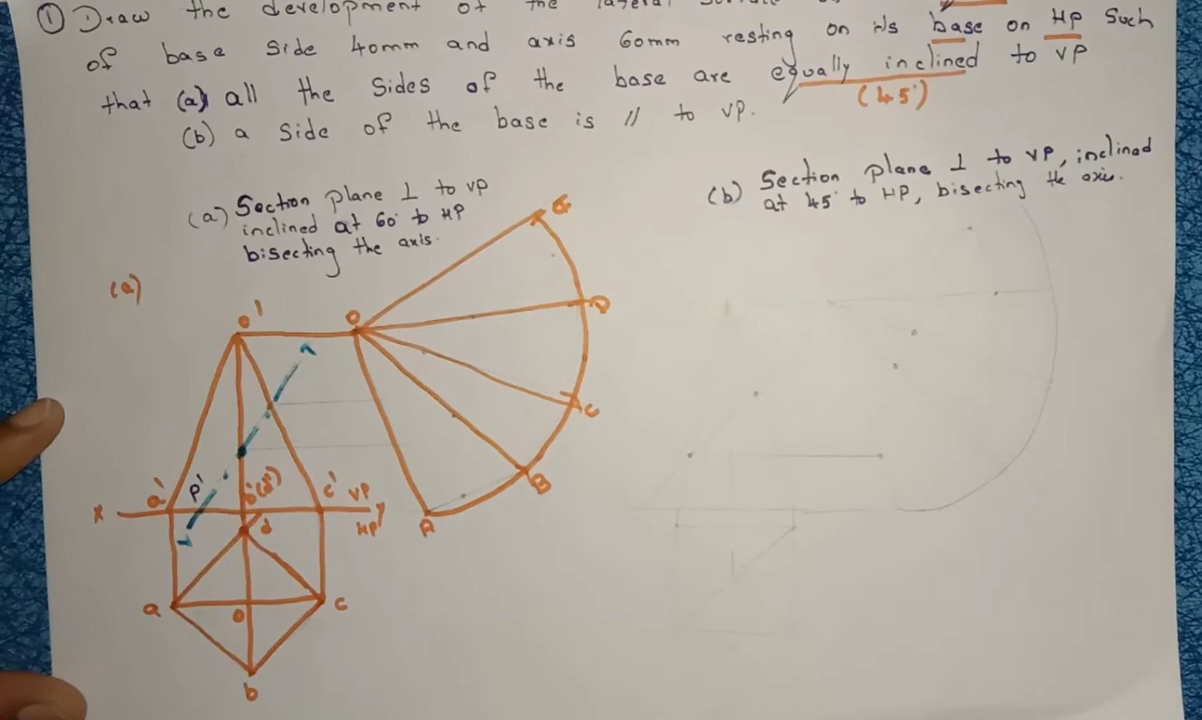 ① Draw the development of the lateral surface
of base side 40mm and axis 60mm resting on its base on HP such
that (a) all the sides of the base are equally inclined to VP
(45°)
(b) a side of the base is // to VP.
(a) Section plane ⊥ to VP
inclined at 60° to HP
bisecting the axis.
(b) Section plane ⊥ to VP, inclined
at 45° to HP, bisecting the axis.
(a)
o'
O
A
D
C
B
A
a'
p'
b'(d')
c'
VP
X
Y
HP
d
a
o
c
b